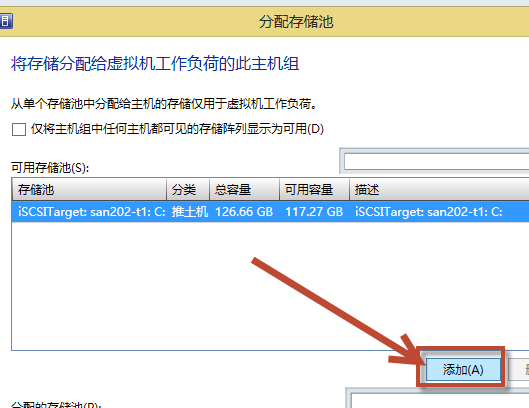 分配存储池
将存储分配给虚拟机工作负荷的此主机组
从单个存储池中分配给主机的存储仅用于虚拟机工作负荷。
仅将主机组中任何主机都可见的存储阵列显示为可用(D)
可用存储池(S):
存储池 分类 总容量 可用容量 描述
iSCSITarget: san202-t1: C: 推土机 126.66 GB 117.27 GB iSCSITarget: san202-t1: C:
添加(A)
分配的存储池(P):